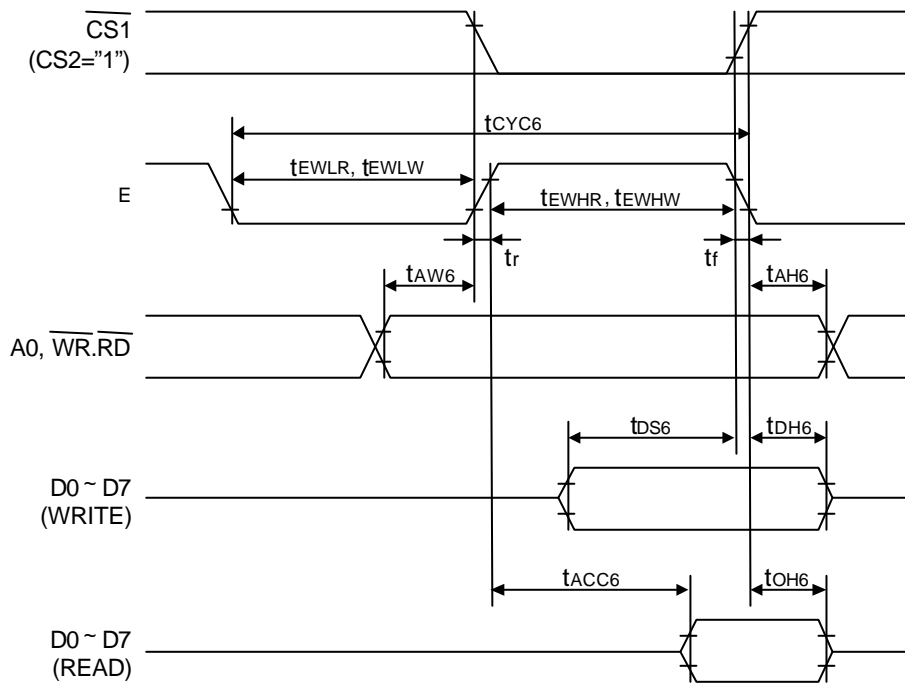 CS1
(CS2=”1”)
tCYC6
tEWLR, tEWLW
E
tEWHR, tEWHW
tr
tf
tAW6
tAH6
A0, WR.RD
tDS6
tDH6
D0 ~ D7
(WRITE)
tACC6
tOH6
D0 ~ D7
(READ)